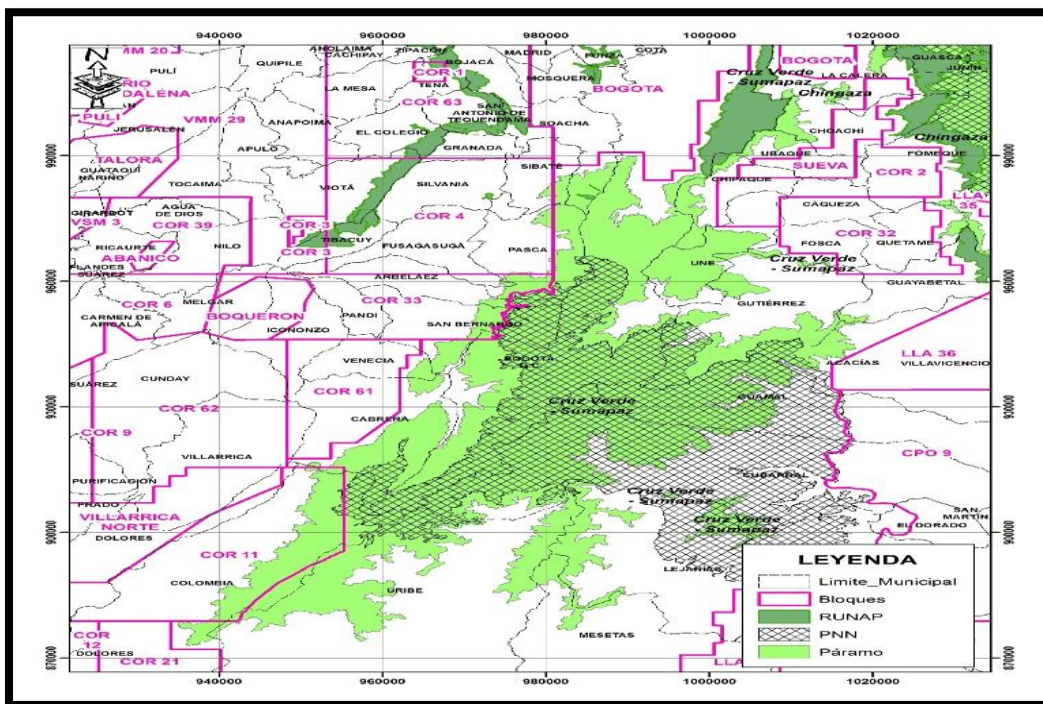 940000 960000 980000 1000000 1020000
MM 20
ANOLAIMA
CACHIPAY
ZIPACÓN
BOJACÁ
MADRID
FUNZA
COTA
BOGOTA
GUASCA
JUNÍN
N
PULÍ
QUIPILE
COR 1
TENA
MOSQUERA
BOGOTA
Cruz Verde
- Sumapaz
LA CALERA
Chingaza
LA MESA
COR 63
SAN
ANTONIO DE
TEQUENDAMA
PULI
JERUSALÉN
VMM 29
ANAPOIMA
EL COLEGIO
SOACHA
CHOACHÍ
Chingaza
TALORA
APULO
GRANADA
SIBATÉ
UBAQUE
FOMEQUE
990000
990000
GUATAQUÍ
NARIÑO
TOCAIMA
VIOTÁ
SILVANIA
CHIPAQUE
SUEVA
COR 2
GIRARDOT
AGUA
DE DIOS
COR 4
CÁQUEZA
LLA
35
VSM 3
COR 39
COR 3
COR 32
RICAURTE
NILO
TIBACUY
FUSAGASUGÁ
PASCA
FOSCA
QUETAME
ABANICO
COR 3
UNE
Cruz Verde -
Sumapaz
FLANDES
SUÁREZ
ARBELÁEZ
GUAYABETAL
960000
960000
COR 6
MELGAR
COR 33
GUTIÉRREZ
BOQUERON
PANDI
CARMEN DE
APICALÁ
ICONONZO
SAN BERNARDO
VENECIA
BOGOTÁ
D.C.
ACACÍAS
LLA 36
VILLAVICENCIO
SUÁREZ
CUNDAY
COR 61
GUAMAL
930000
Cruz Verde
- Sumapaz
COR 62
CABRERA
COR 9
VILLARRICA
CPO 9
PURIFICACIÓN
CUBARRAL
PRADO
Cruz Verde
- Sumapaz
SAN
MARTÍN
VILLARRICA
NORTE
Cruz Verde
- Sumapaz
EL DORADO
DOLORES
900000
900000
COR 11
LEJANÍAS
COLOMBIA
URIBE
COR
12
DOLORES
MESETAS
COR 21
LLA
870000
870000
LEYENDA
Limite_Municipal
Bloques
RUNAP
PNN
Páramo
940000 960000 980000 1000000 1020000